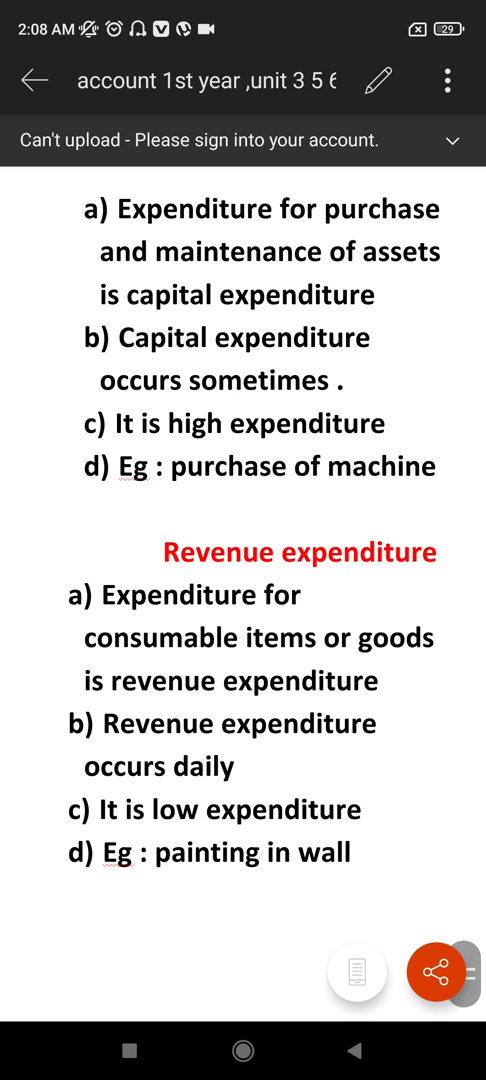 2:08 AM
29
account 1st year ,unit 3 5 6
Can't upload - Please sign into your account.
a) Expenditure for purchase
and maintenance of assets
is capital expenditure
b) Capital expenditure
occurs sometimes .
c) It is high expenditure
d) Eg : purchase of machine
Revenue expenditure
a) Expenditure for
consumable items or goods
is revenue expenditure
b) Revenue expenditure
occurs daily
c) It is low expenditure
d) Eg : painting in wall